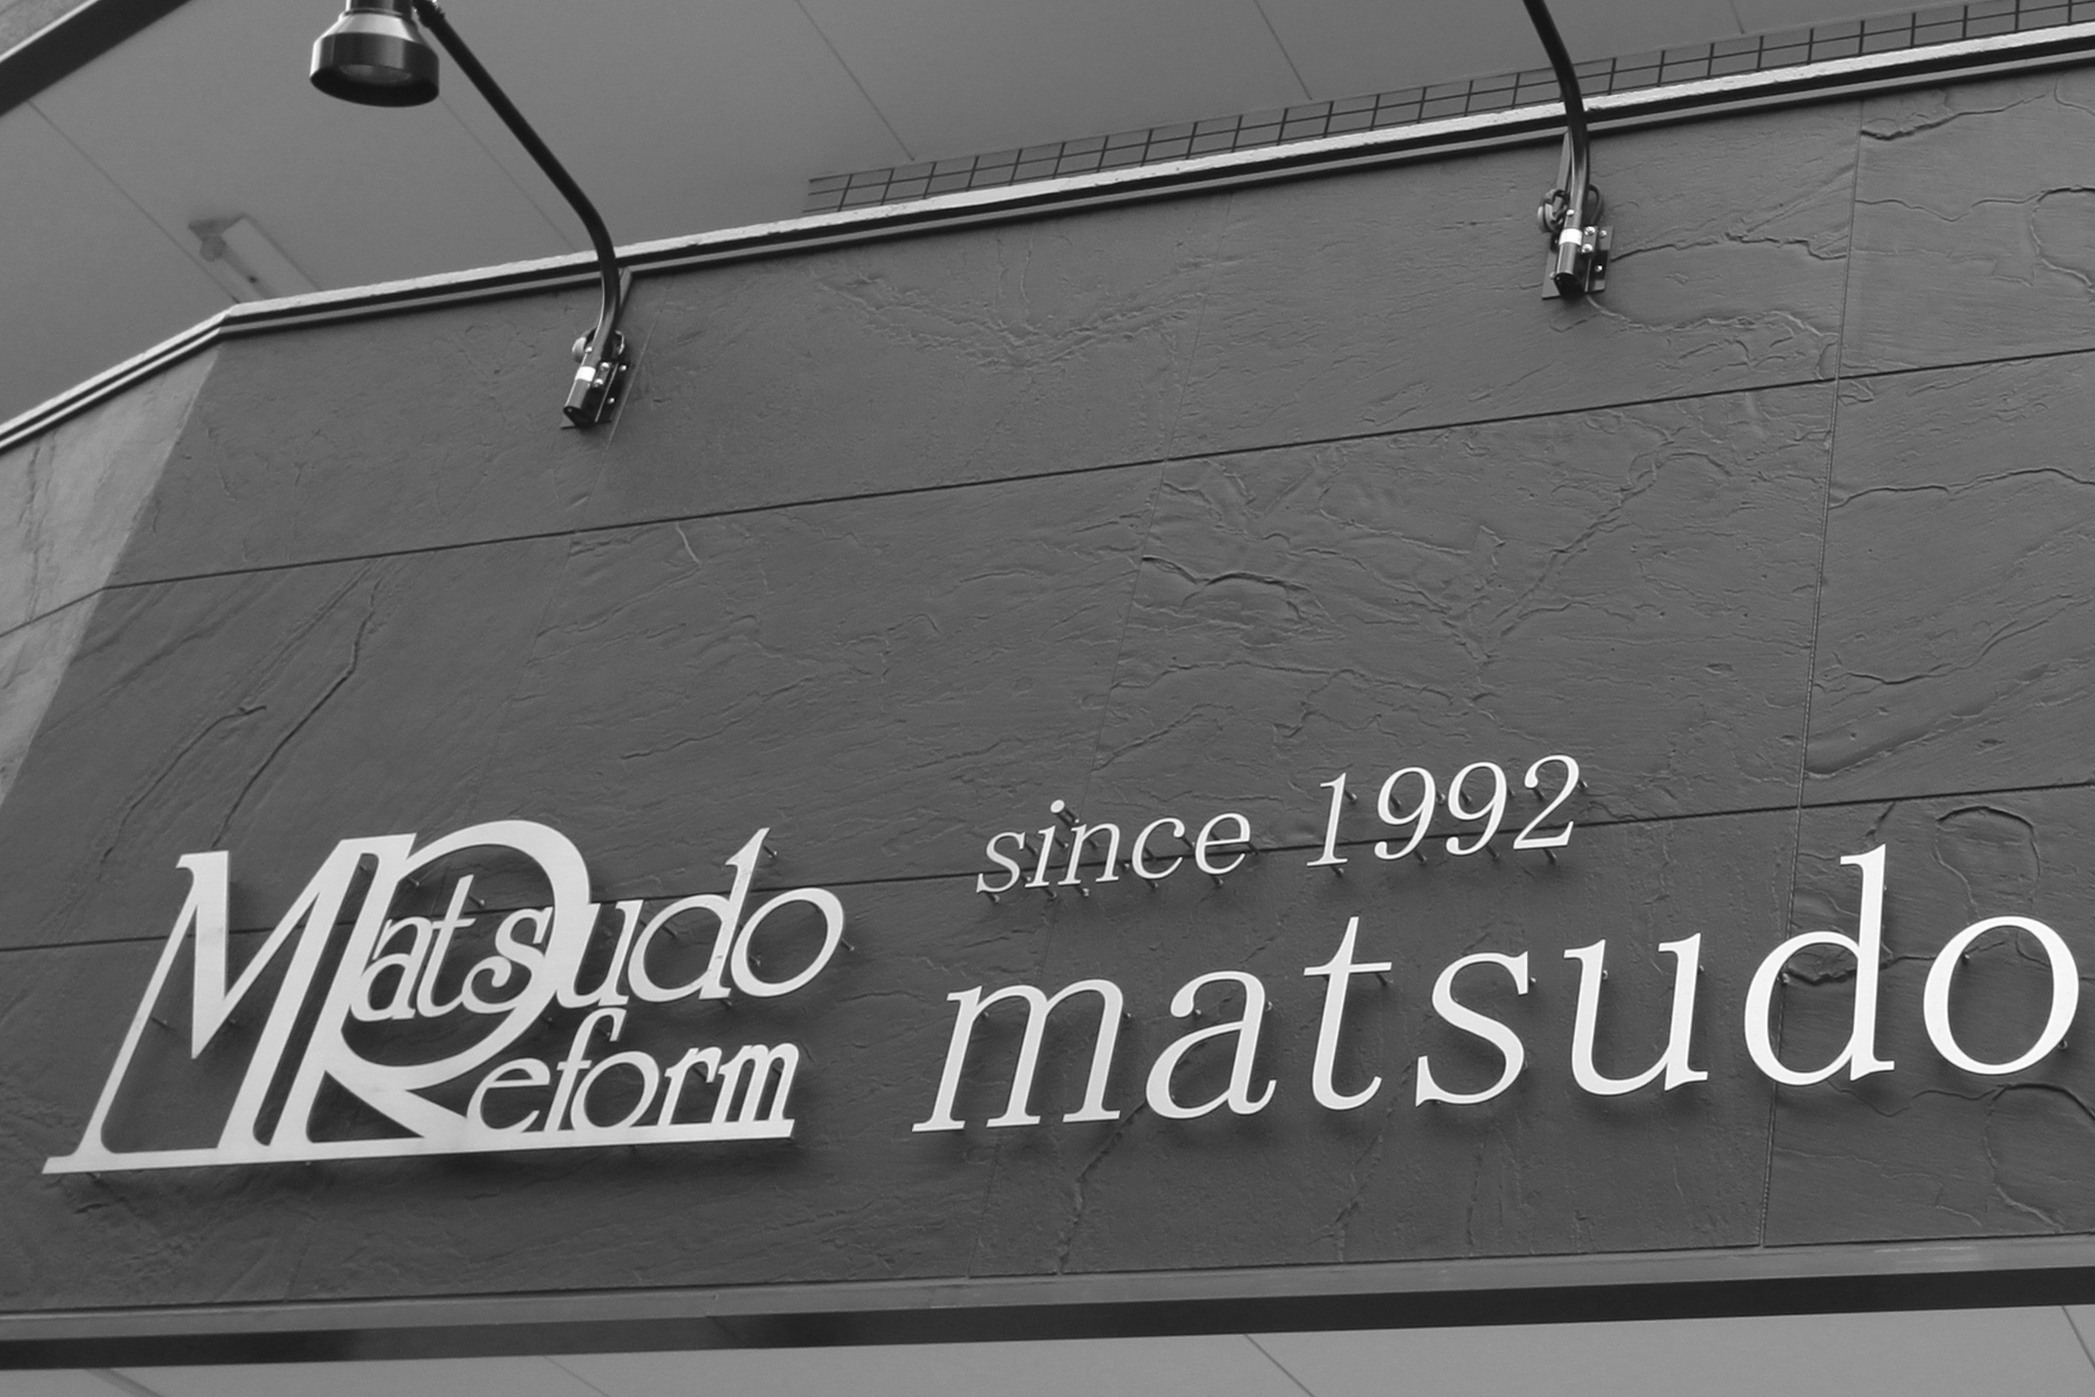 Matsudo
Reform
since 1992
matsudo